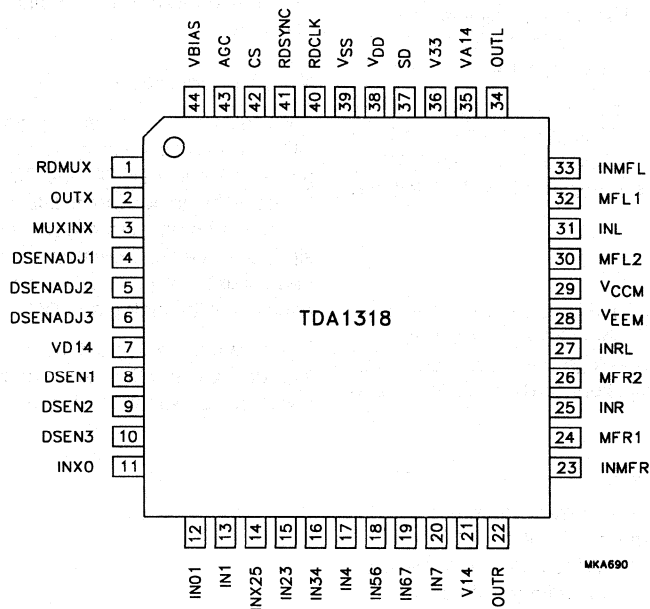 VBIAS
AGC
CS
RDSYNC
RDCLK
VSS
VDD
SD
V33
VA14
OUTL
44
43
42
41
40
39
38
37
36
35
34
RDMUX 1
OUTX 2
MUXINX 3
DSENADJ1 4
DSENADJ2 5
DSENADJ3 6
VD14 7
DSEN1 8
DSEN2 9
DSEN3 10
INX0 11
TDA1318
33 INMFL
32 MFL1
31 INL
30 MFL2
29 VCCM
28 VEEM
27 INRL
26 MFR2
25 INR
24 MFR1
23 INMFR
12
13
14
15
16
17
18
19
20
21
22
IN01
IN1
INX25
IN23
IN34
IN4
IN56
IN67
IN7
V14
OUTR
MKA690